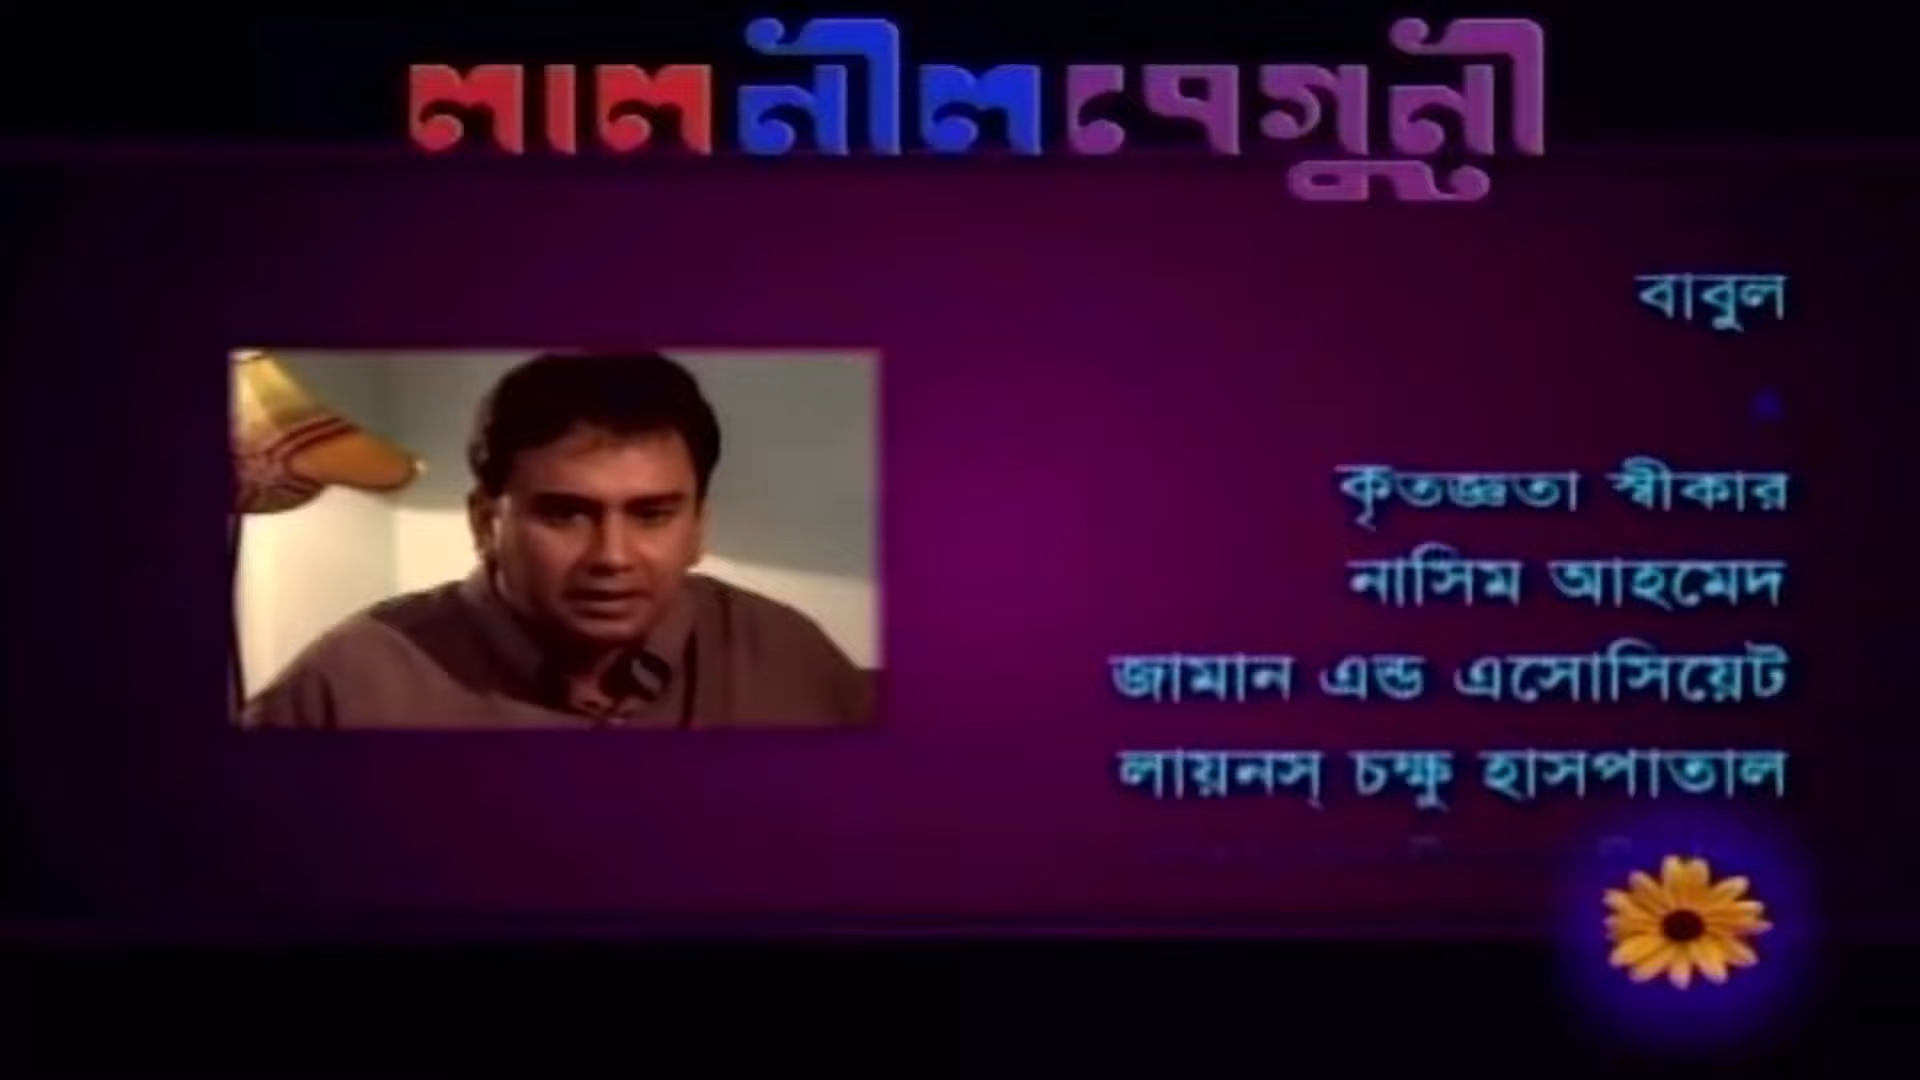 লাল নীল বেগুনী
বাবুল
কৃতজ্ঞতা স্বীকার
নাসিম আহমেদ
জামান এন্ড এসোসিয়েট
লায়নস্ চক্ষু হাসপাতাল